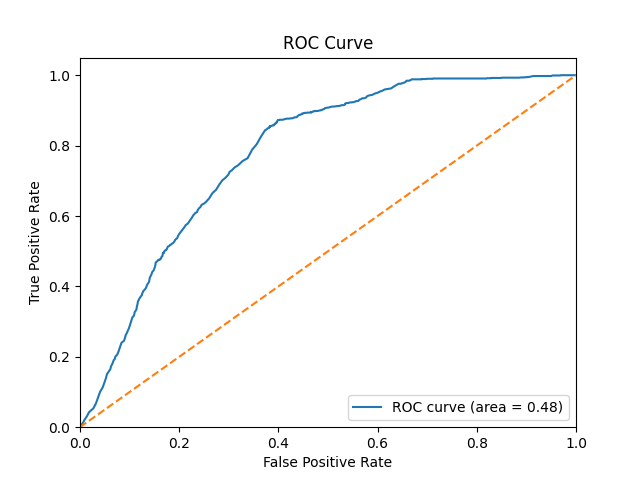 ROC Curve
True Positive Rate
1.0
0.8
0.6
0.4
0.2
0.0
0.0 0.2 0.4 0.6 0.8 1.0
False Positive Rate
ROC curve (area = 0.48)